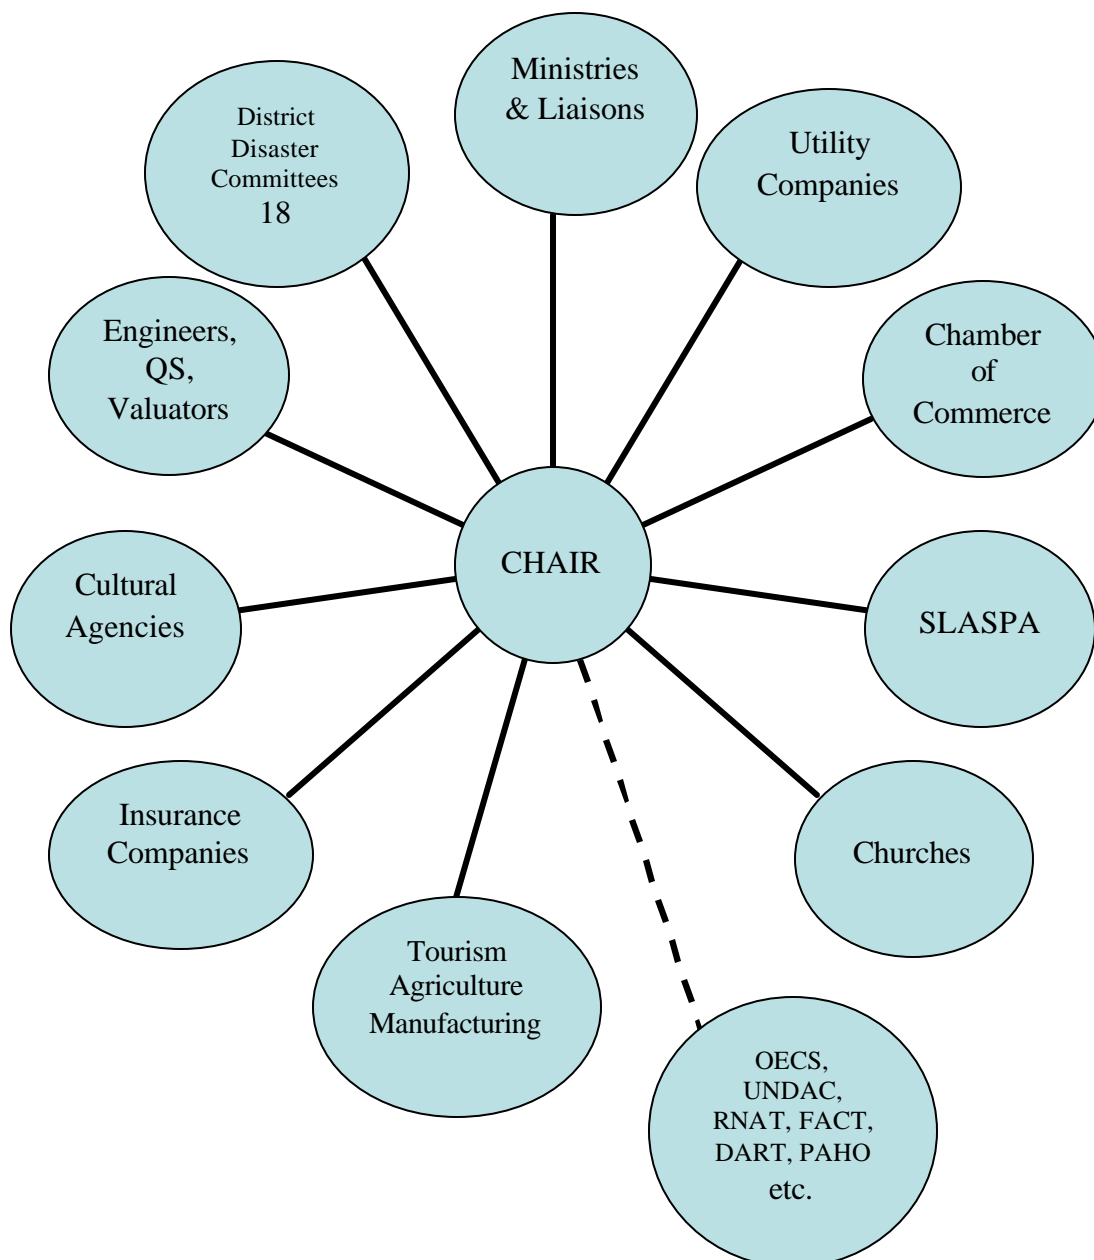 Ministries
& Liaisons
District
Disaster
Committees
18
Utility
Companies
Engineers,
QS,
Valuators
Chamber
of
Commerce
CHAIR
Cultural
Agencies
SLASPA
Insurance
Companies
Churches
Tourism
Agriculture
Manufacturing
OECS,
UNDAC,
RNAT, FACT,
DART, PAHO
etc.